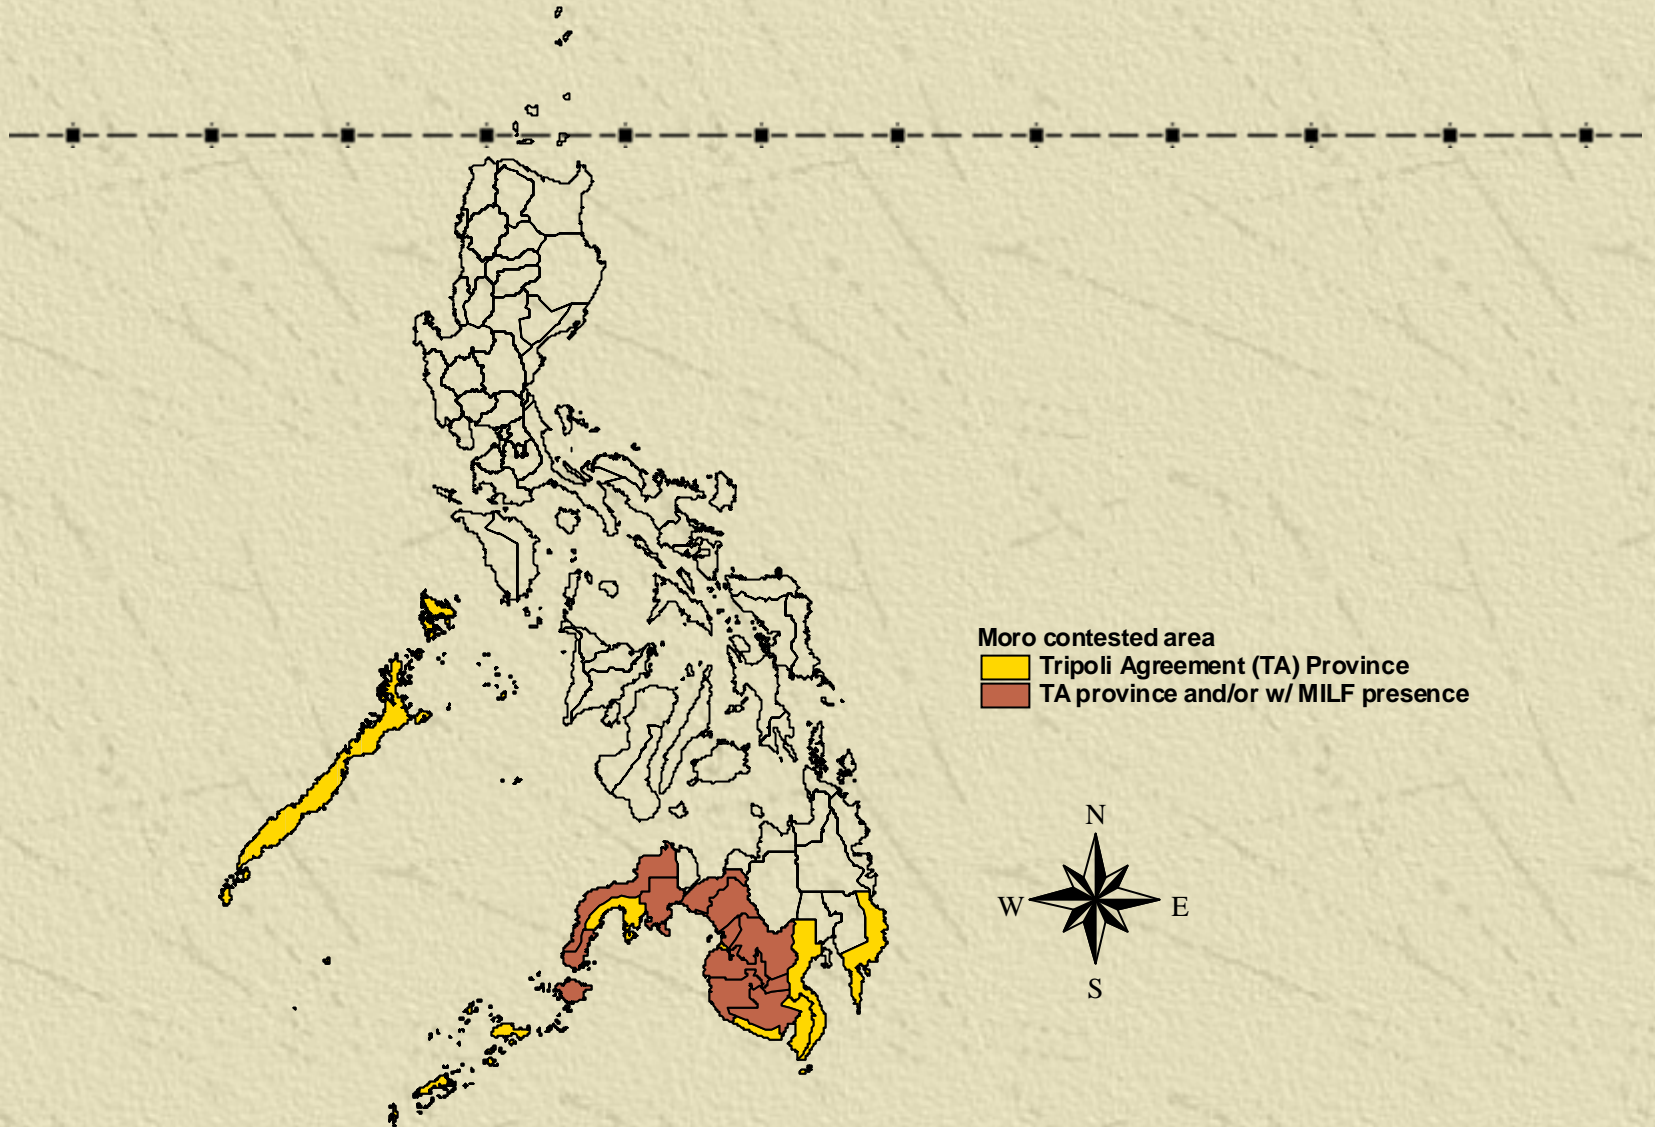 Moro contested area
Tripoli Agreement (TA) Province
TA province and/or w/ MILF presence
N
W
E
S